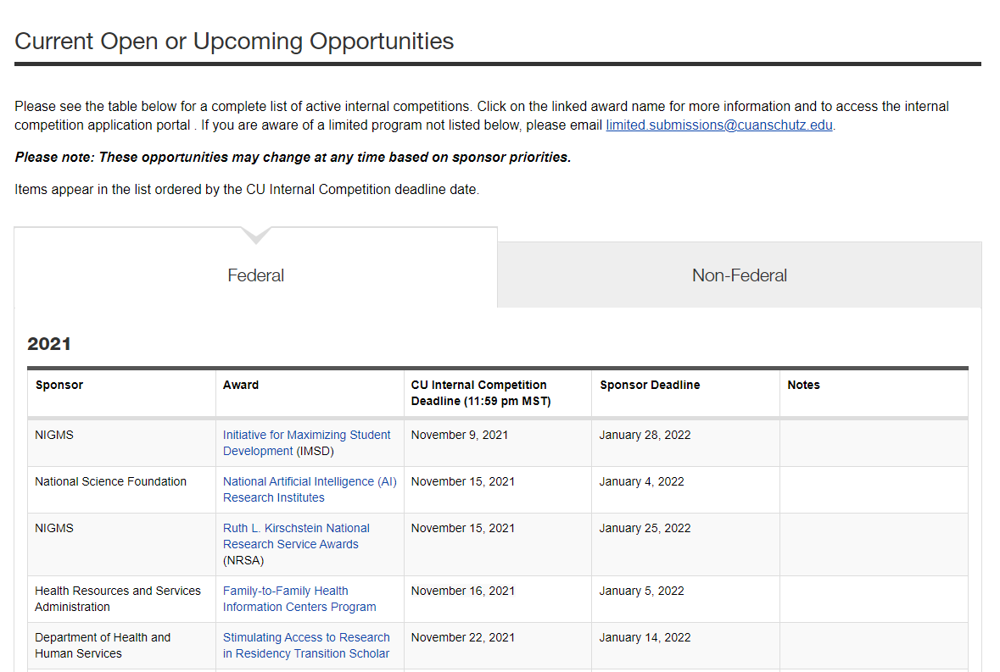 Current Open or Upcoming Opportunities
Please see the table below for a complete list of active internal competitions. Click on the linked award name for more information and to access the internal
competition application portal . If you are aware of a limited program not listed below, please email limited.submissions@cuanschutz.edu.
Please note: These opportunities may change at any time based on sponsor priorities.
Items appear in the list ordered by the CU Internal Competition deadline date.
Federal
Non-Federal
2021
Sponsor
Award
CU Internal Competition
Deadline (11:59 pm MST)
Sponsor Deadline
Notes
NIGMS
Initiative for Maximizing Student
Development (IMSD)
November 9, 2021
January 28, 2022
National Science Foundation
National Artificial Intelligence (AI)
Research Institutes
November 15, 2021
January 4, 2022
NIGMS
Ruth L. Kirschstein National
Research Service Awards
(NRSA)
November 15, 2021
January 25, 2022
Health Resources and Services
Administration
Family-to-Family Health
Information Centers Program
November 16, 2021
January 5, 2022
Department of Health and
Human Services
Stimulating Access to Research
in Residency Transition Scholar
November 22, 2021
January 14, 2022